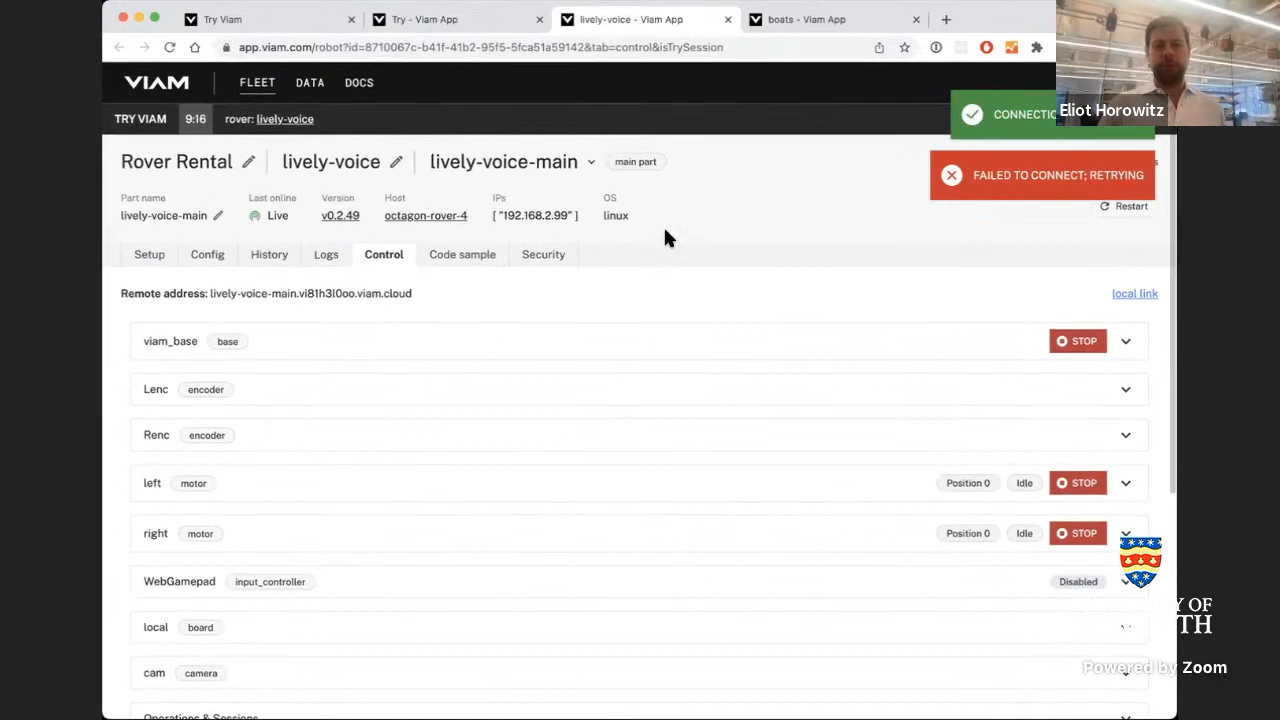 Try Viam
Try - Viam App
lively-voice - Viam App
boats - Viam App
app.viam.com/robot?id=8710067c-b41f-41b2-95f5-5fca51a59142&tab=control&isTrySession
VIAM
FLEET DATA DOCS
Eliot Horowitz
TRY VIAM 9:16 rover: lively-voice
CONNECTIO
Rover Rental lively-voice lively-voice-main main part
FAILED TO CONNECT; RETRYING
Part name Last online Version Host IPs OS
lively-voice-main Live v0.2.49 octagon-rover-4 [ "192.168.2.99" ] linux
Restart
Setup Config History Logs Control Code sample Security
Remote address: lively-voice-main.vi81h3l0oo.viam.cloud
local link
viam_base base STOP
Lenc encoder
Renc encoder
left motor Position 0 Idle STOP
right motor Position 0 Idle STOP
WebGamepad input_controller Disabled
local board
Y OF
TH
cam camera
Powered by Zoom
Operations & Sessions